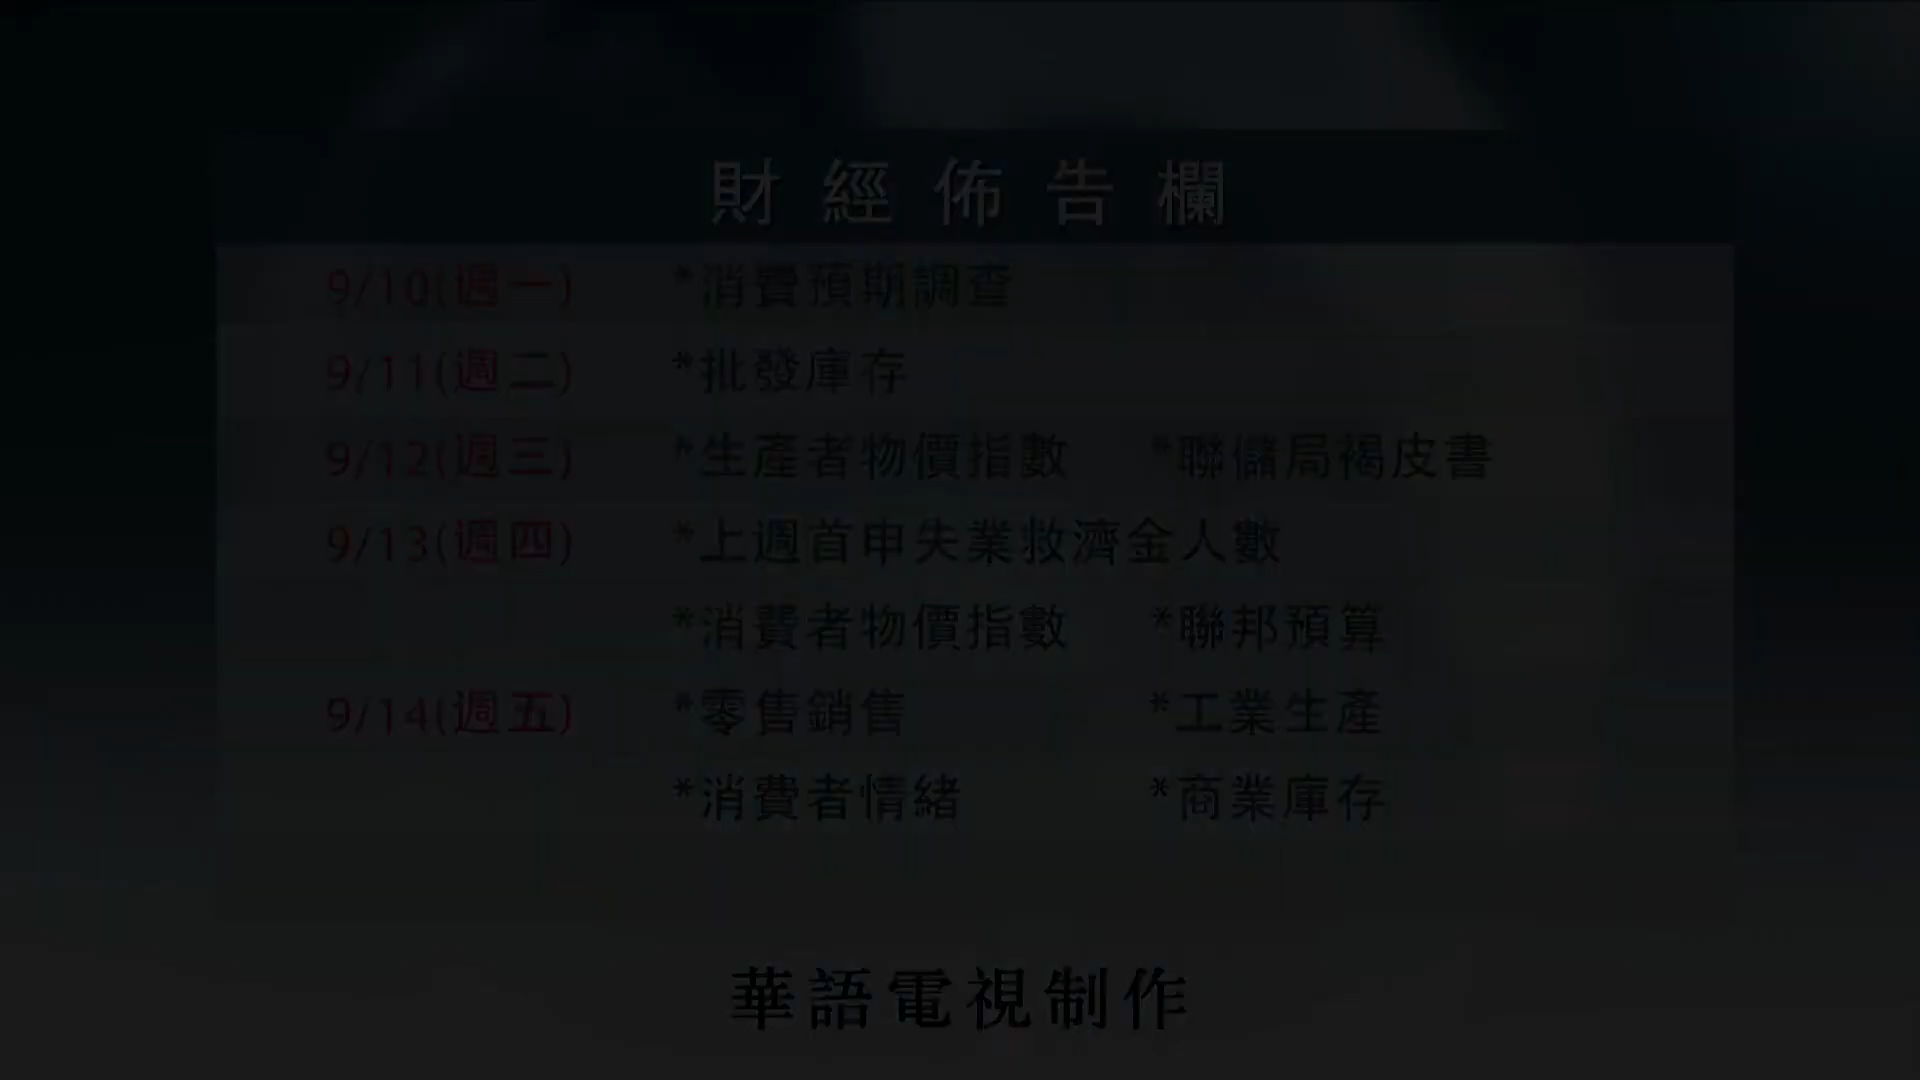 財經佈告欄
9/10(週一) *消費預期調查
9/11(週二) *批發庫存
9/12(週三) *生產者物價指數 *聯儲局褐皮書
9/13(週四) *上週首申失業救濟金人數
*消費者物價指數 *聯邦預算
9/14(週五) *零售銷售 *工業生產
*消費者情緒 *商業庫存
華語電視制作